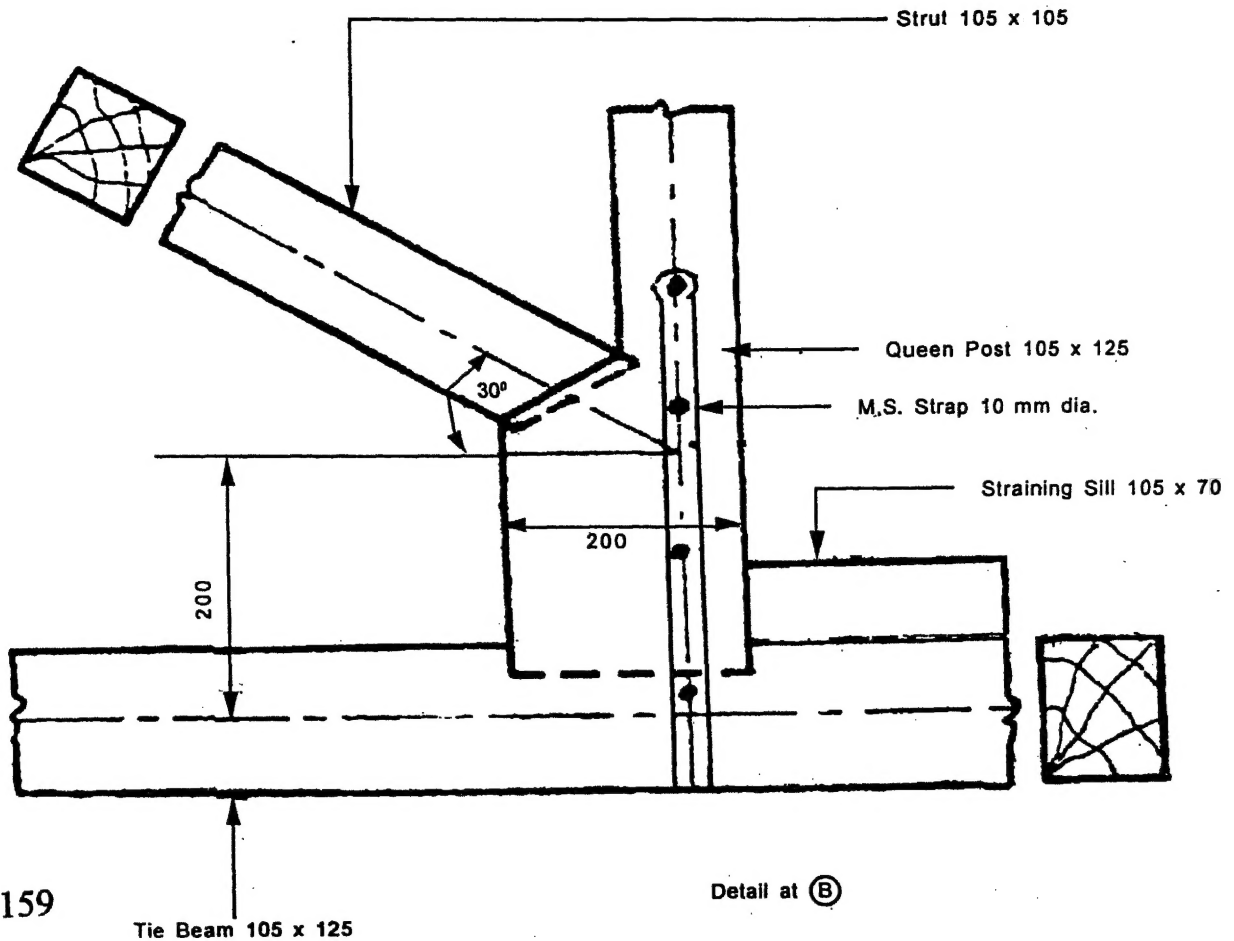 Strut 105 x 105
Queen Post 105 x 125
30º
M.S. Strap 10 mm dia.
Straining Sill 105 x 70
200
200
Detail at B
159
Tie Beam 105 x 125